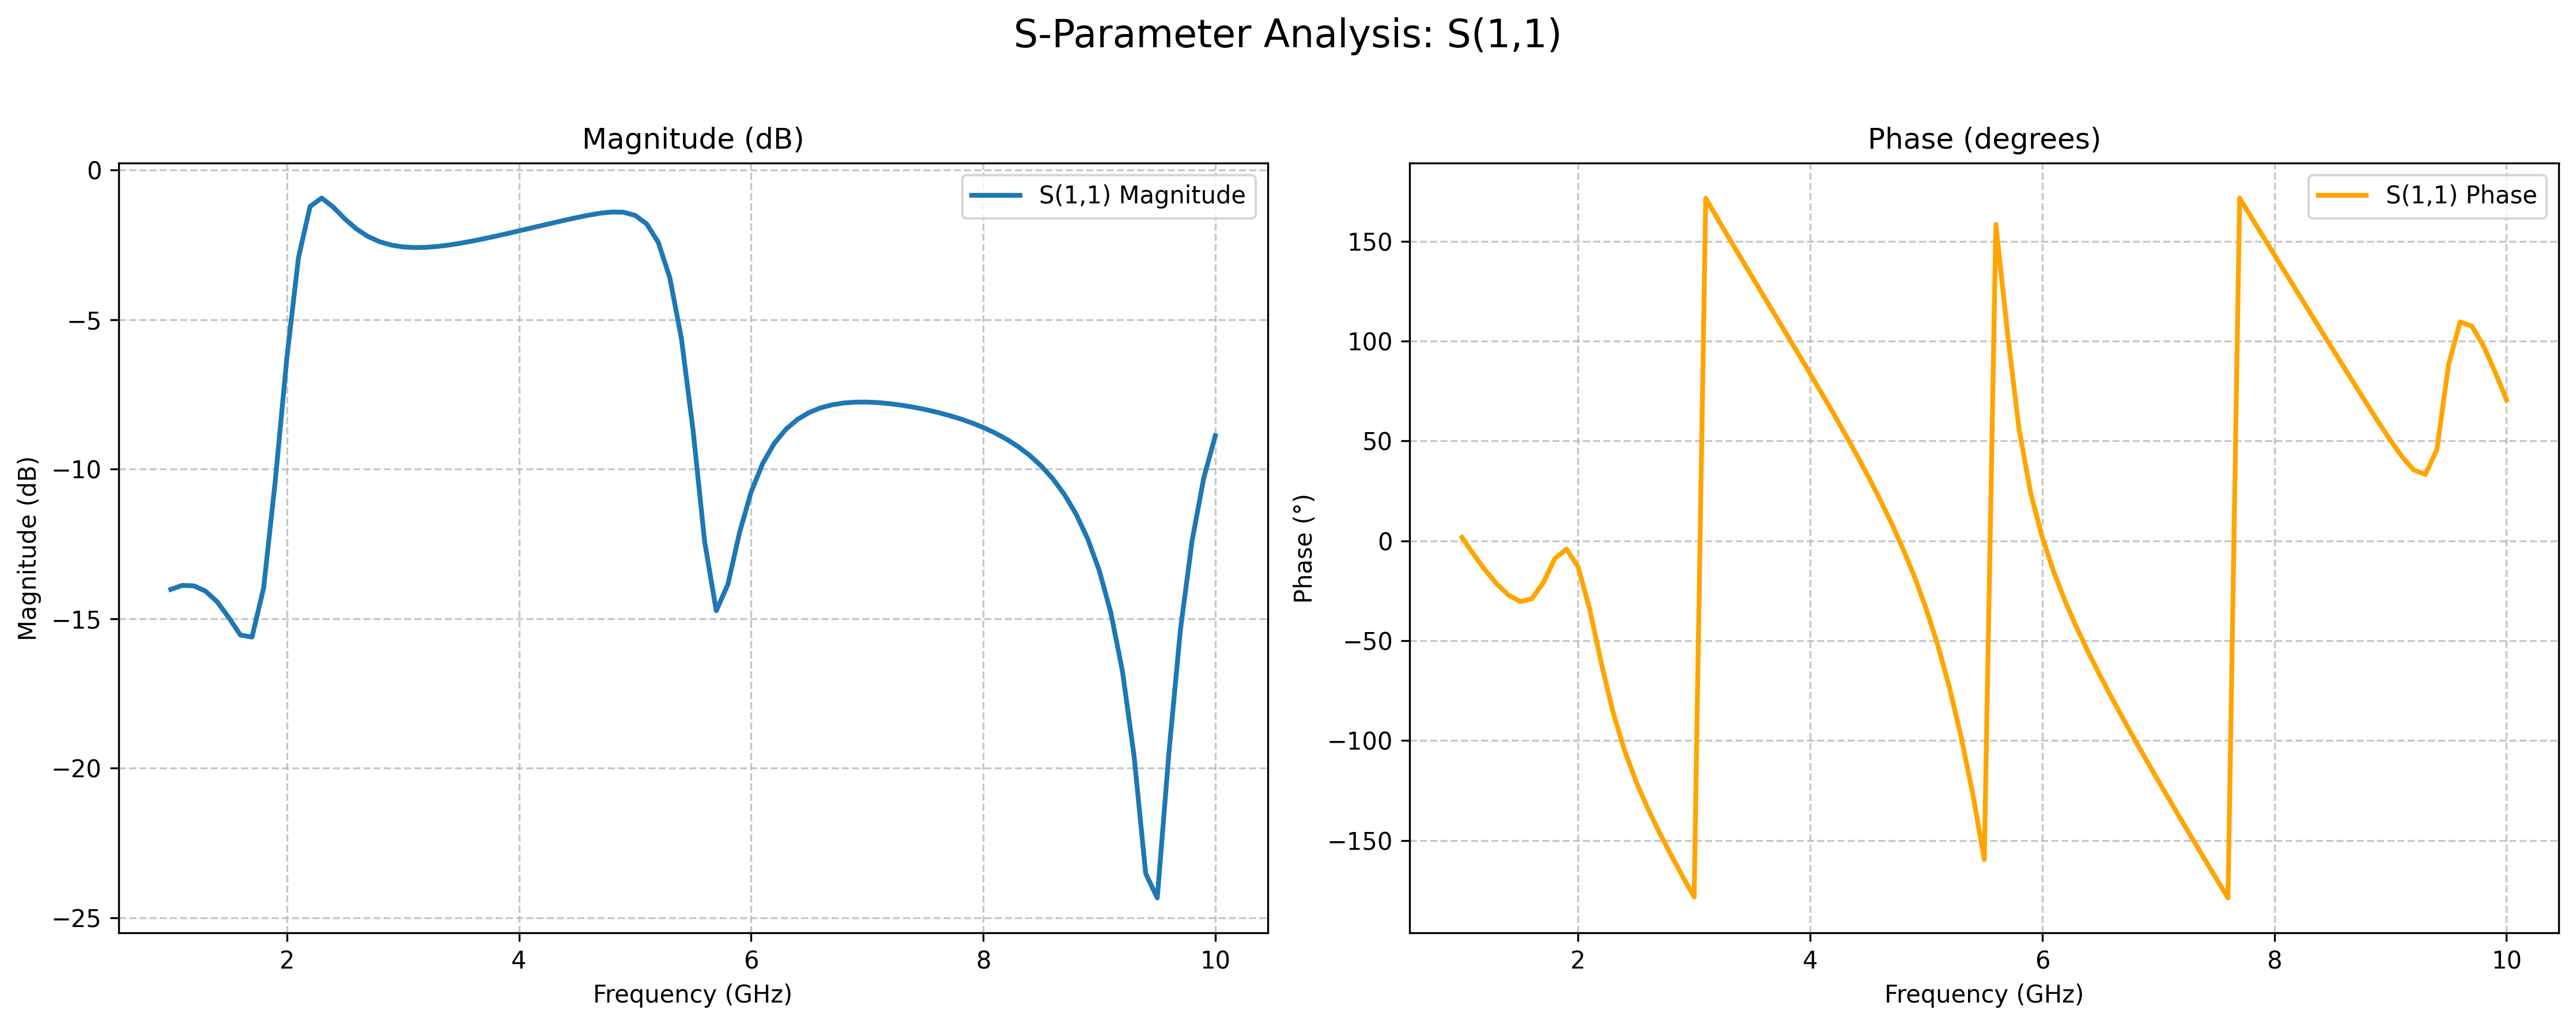 S-Parameter Analysis: S(1,1)
Magnitude (dB)
S(1,1) Magnitude
0
−5
−10
−15
−20
−25
Magnitude (dB)
2
4
6
8
10
Frequency (GHz)
Phase (degrees)
S(1,1) Phase
150
100
50
0
−50
−100
−150
Phase (°)
2
4
6
8
10
Frequency (GHz)